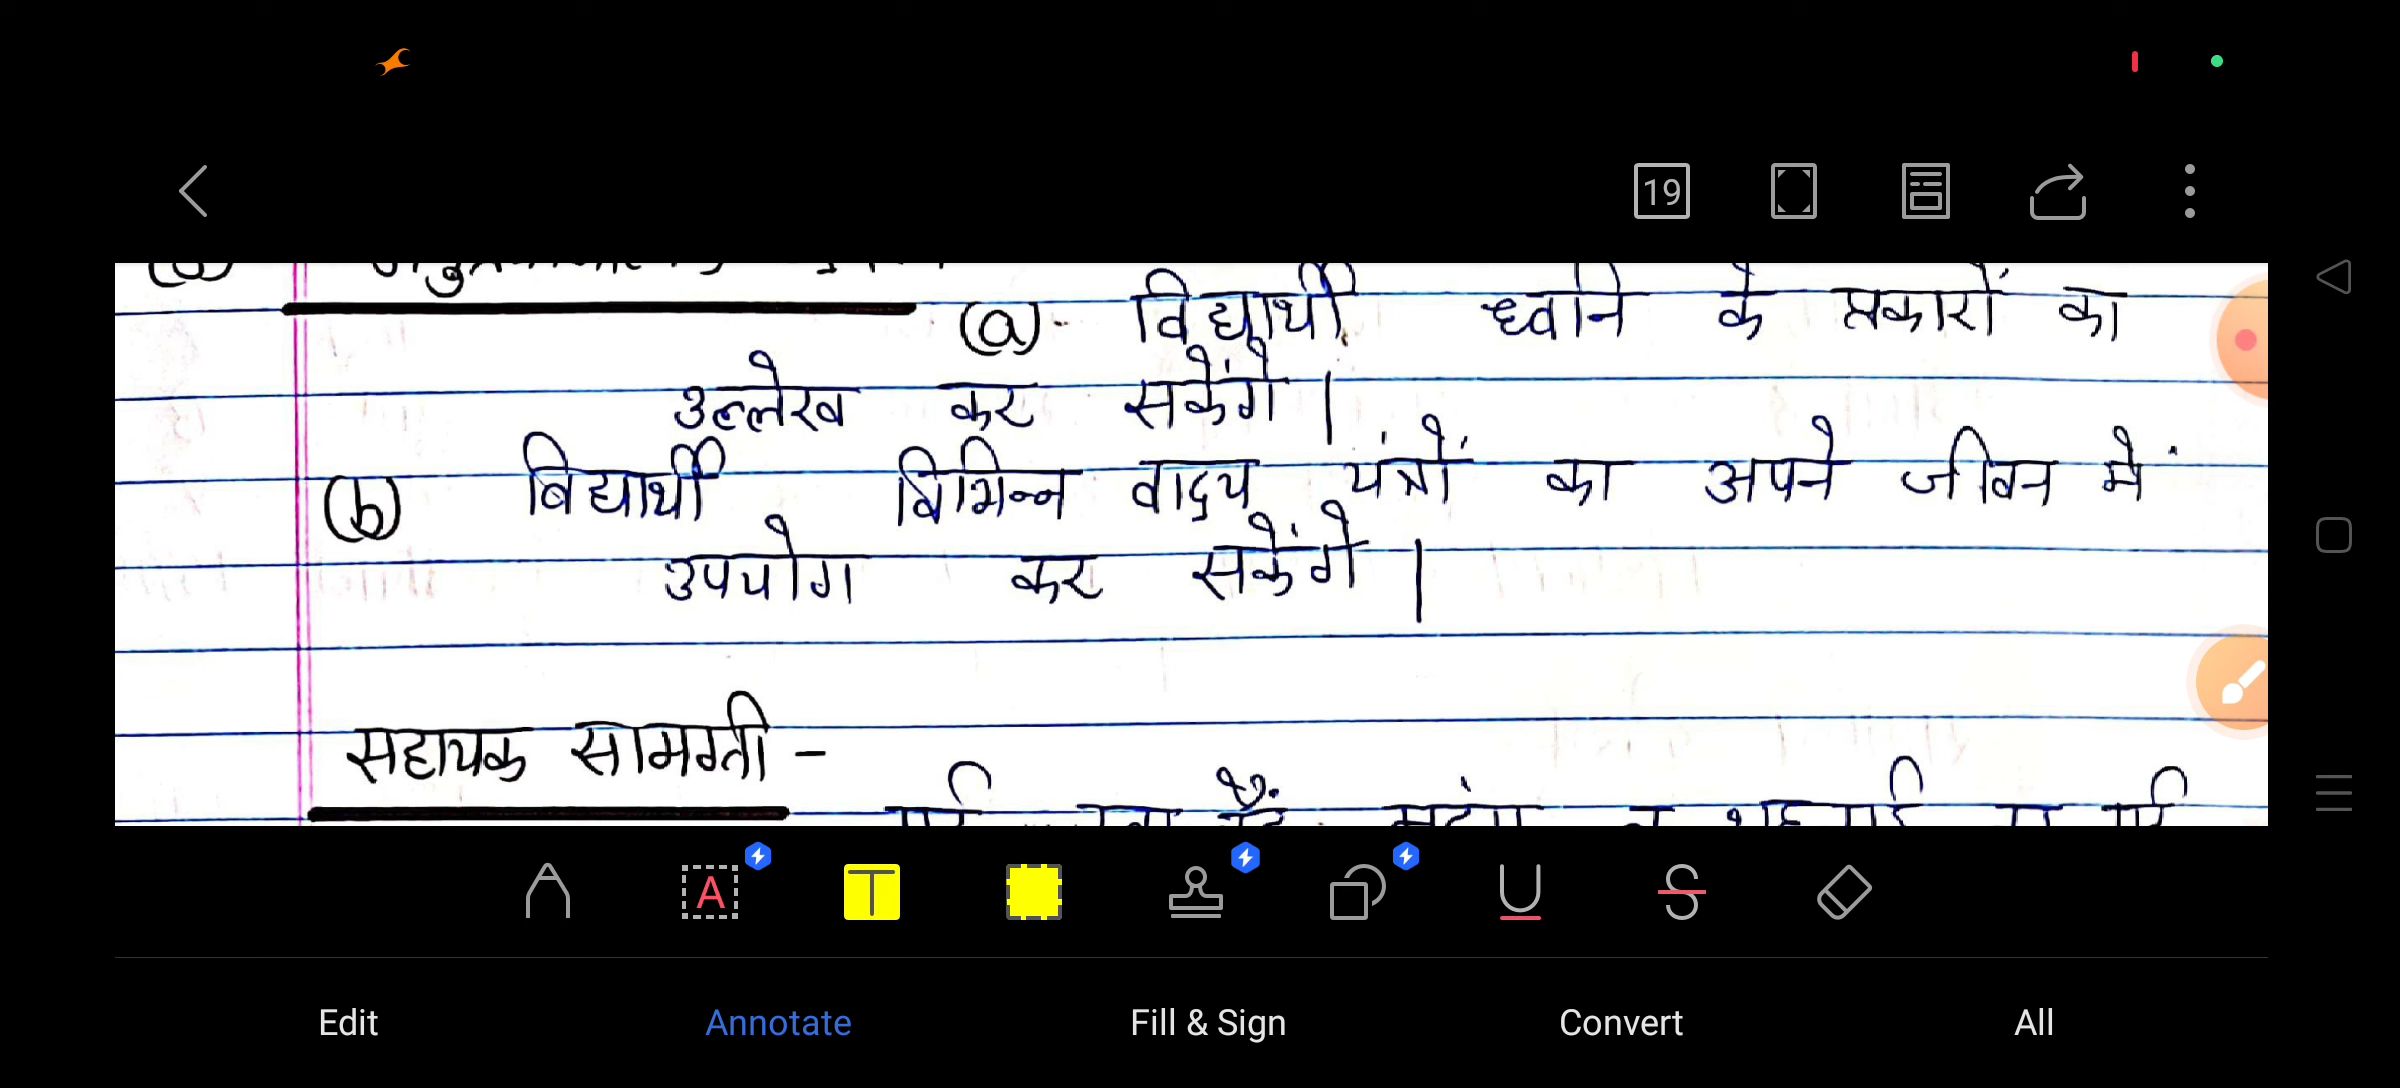 19
(a)- विद्यार्थी ध्वनि के प्रकारों का
उल्लेख कर सकेंगे |
(b) विद्यार्थी विभिन्न वाद्य यंत्रों का अपने जीवन में
उपयोग कर सकेंगे |
सहायक सामग्री -
A T U S
Edit Annotate Fill & Sign Convert All